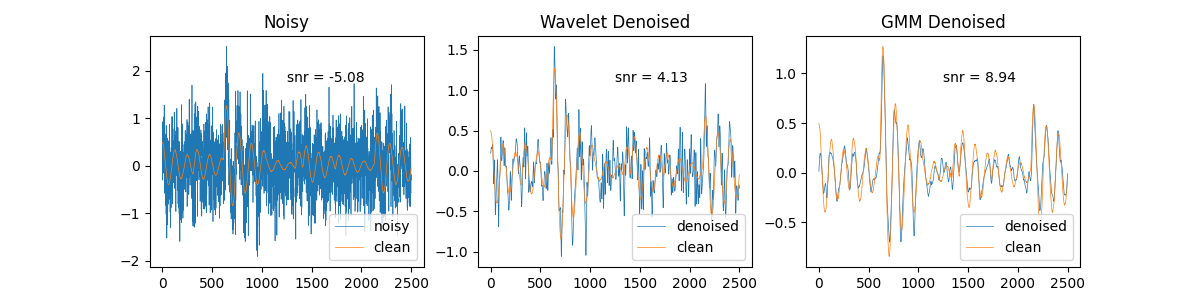 Noisy
snr = -5.08
2
1
0
−1
−2
0
500
1000
1500
2000
2500
noisy
clean
Wavelet Denoised
snr = 4.13
1.5
1.0
0.5
0.0
−0.5
−1.0
0
500
1000
1500
2000
2500
denoised
clean
GMM Denoised
snr = 8.94
1.0
0.5
0.0
−0.5
0
500
1000
1500
2000
2500
denoised
clean